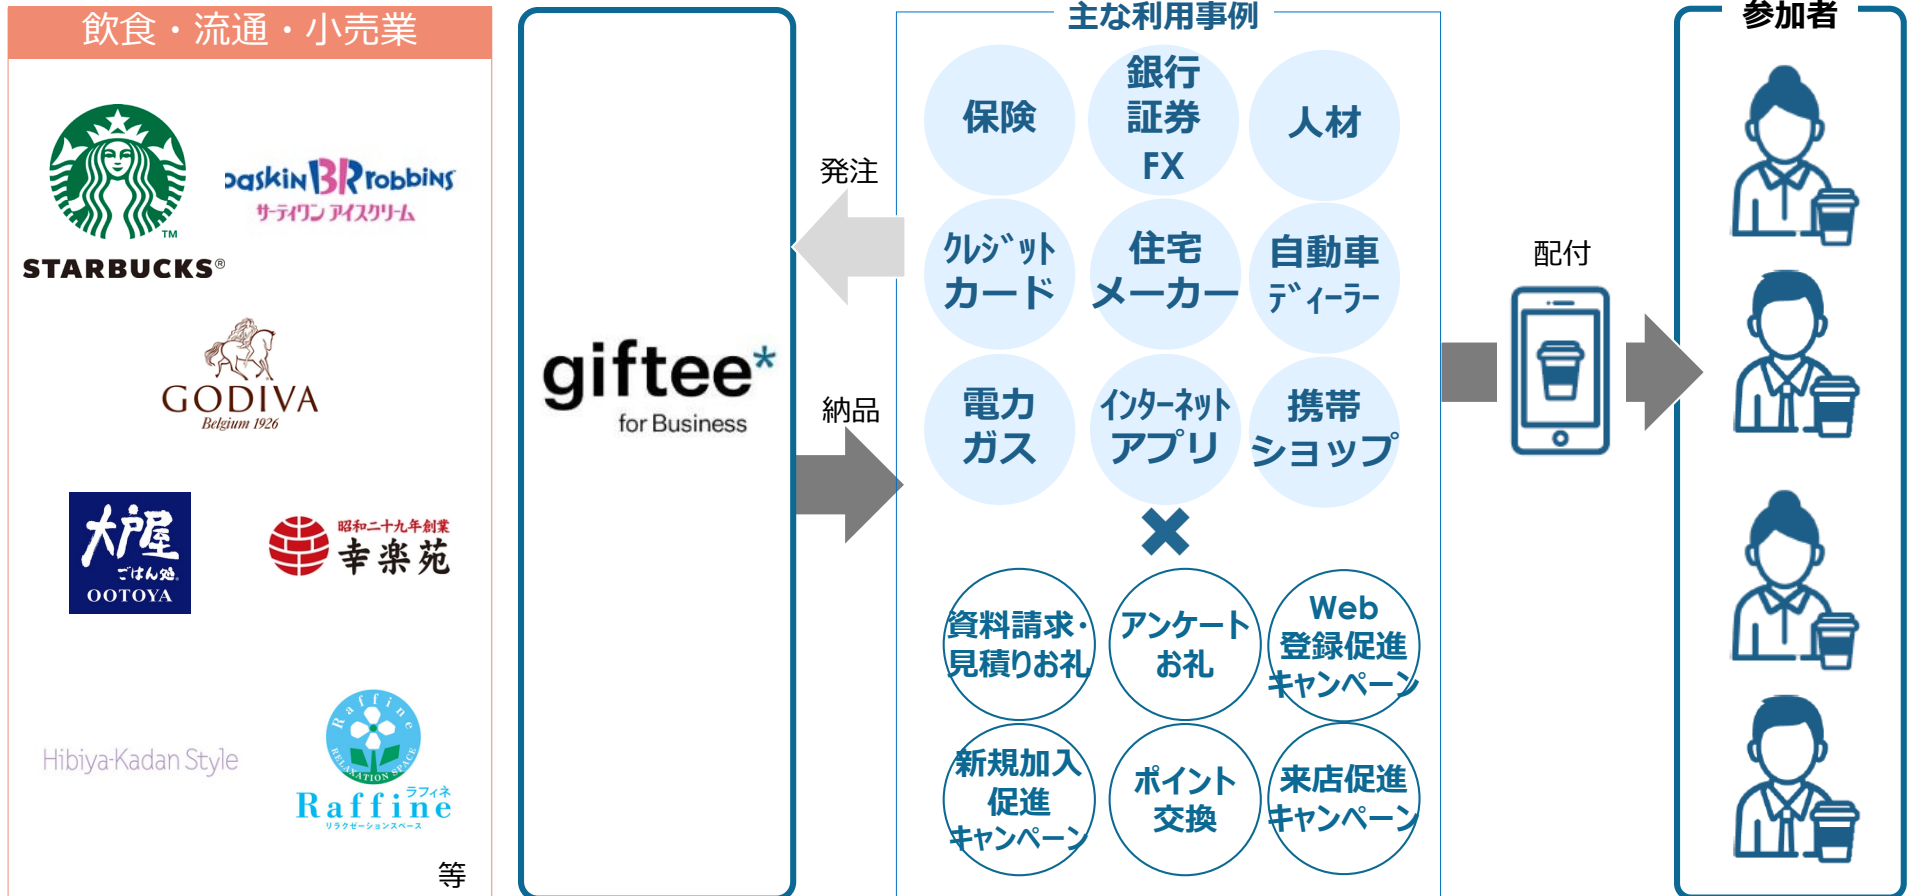 飲食・流通・小売業
STARBUCKS®
TM
baskin BR robbins
サーティワン アイスクリーム
GODIVA
Belgium 1926
大戸屋
ごはん処
OOTOYA
昭和二十九年創業
幸楽苑
Hibiya-Kadan Style
Raffine
RELAXATION SPACE
ラフィネ
Raffine
リラクゼーションスペース
等
giftee*
for Business
発注
納品
主な利用事例
保険
銀行
証券
FX
人材
クレジット
カード
住宅
メーカー
自動車
ディーラー
電力
ガス
インターネット
アプリ
携帯
ショップ
資料請求・
見積りお礼
アンケート
お礼
Web
登録促進
キャンペーン
新規加入
促進
キャンペーン
ポイント
交換
来店促進
キャンペーン
配付
参加者